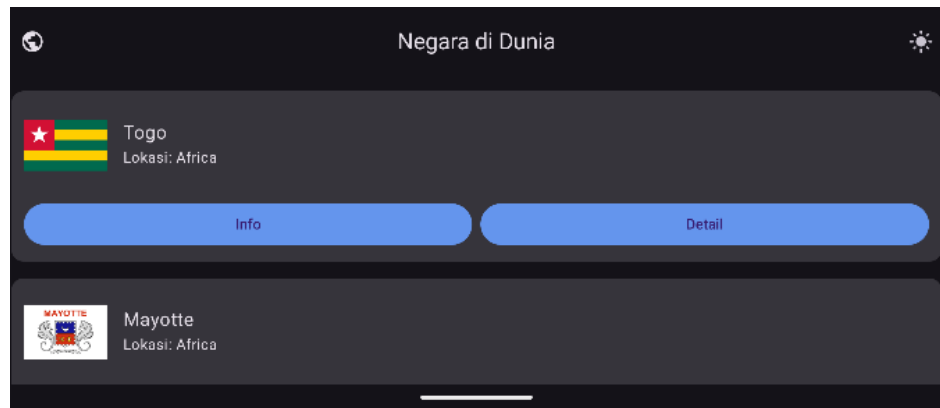 Negara di Dunia
Togo
Lokasi: Africa
Info
Detail
MAYOTTE
Mayotte
Lokasi: Africa